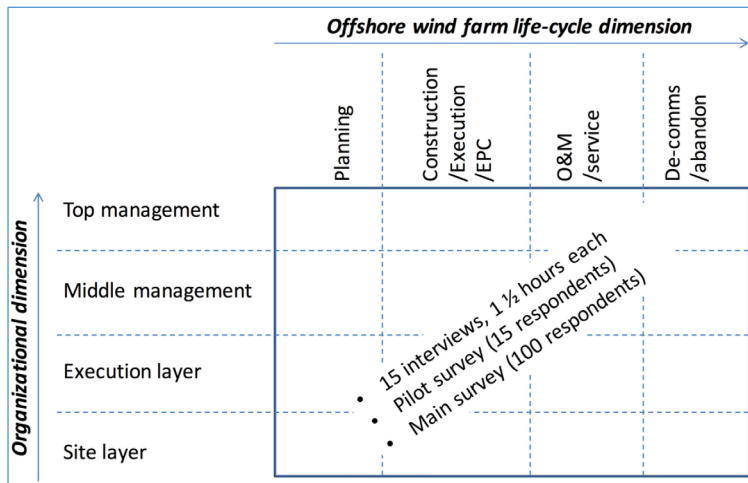 Offshore wind farm life-cycle dimension
Planning
Construction
/Execution
/EPC
O&M
/service
De-comms
/abandon
Organizational dimension
Top management
Middle management
Execution layer
Site layer
• 15 interviews, 1 ½ hours each
• Pilot survey (15 respondents)
• Main survey (100 respondents)